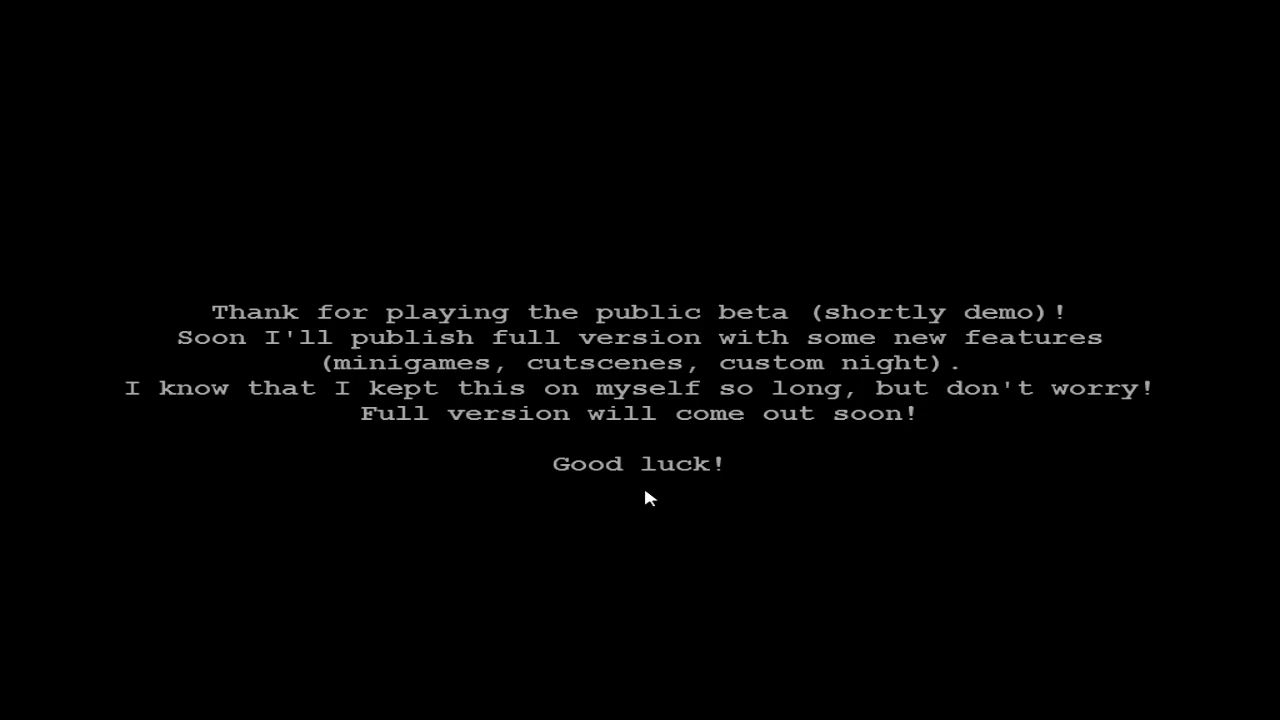 Thank for playing the public beta (shortly demo)!
Soon I'll publish full version with some new features
(minigames, cutscenes, custom night).
I know that I kept this on myself so long, but don't worry!
Full version will come out soon!
Good luck!